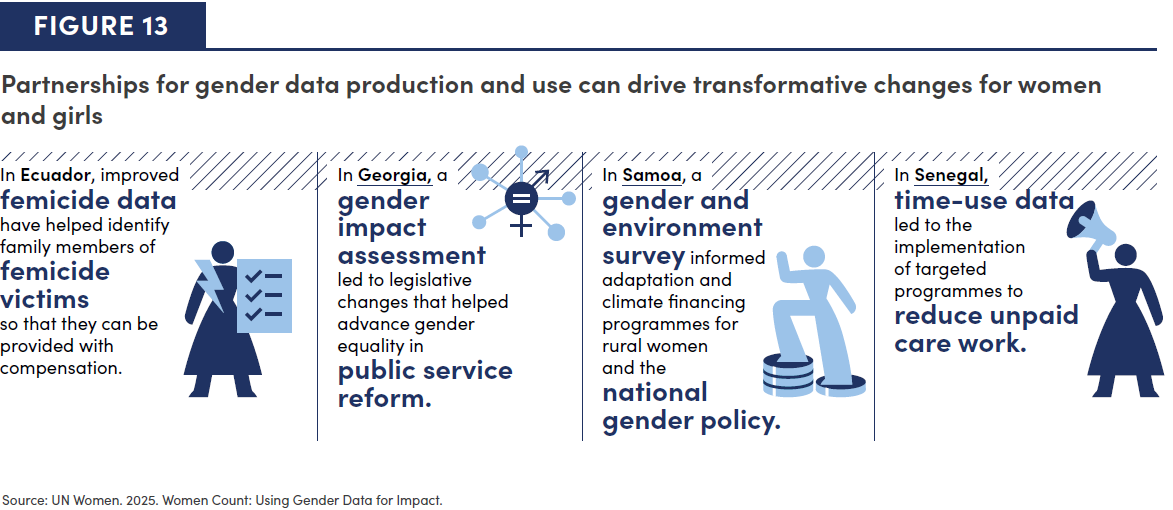 FIGURE 13
Partnerships for gender data production and use can drive transformative changes for women
and girls
In Ecuador, improved
femicide data
have helped identify
family members of
femicide
victims
so that they can be
provided with
compensation.
In Georgia, a
gender
impact
assessment
led to legislative
changes that helped
advance gender
equality in
public service
reform.
In Samoa, a
gender and
environment
survey informed
adaptation and
climate financing
programmes for
rural women
and the
national
gender policy.
In Senegal,
time-use data
led to the
implementation
of targeted
programmes to
reduce unpaid
care work.
Source: UN Women. 2025. Women Count: Using Gender Data for Impact.